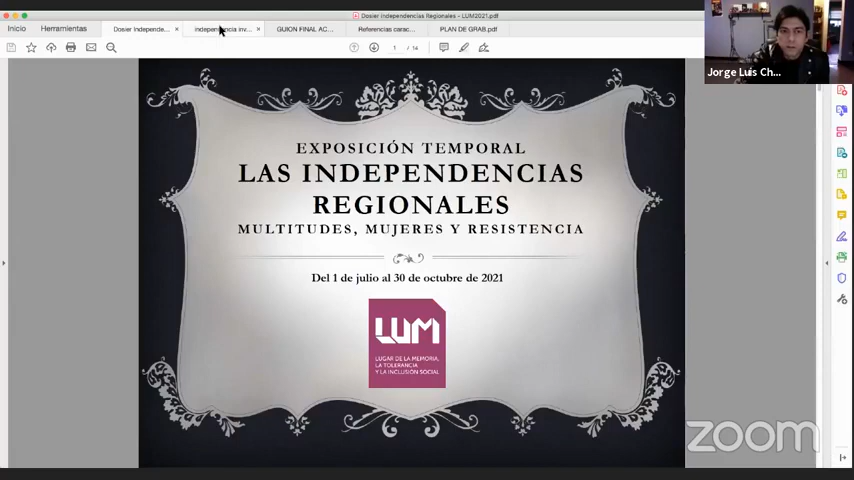 Dosier independencias Regionales - LUM2021.pdf
Inicio
Herramientas
Dosier Independe...
independencia inv...
GUION FINAL AC...
Referencias carac...
PLAN DE GRAB.pdf
1 / 14
Jorge Luis Ch...
EXPOSICIÓN TEMPORAL
LAS INDEPENDENCIAS
REGIONALES
MULTITUDES, MUJERES Y RESISTENCIA
Del 1 de julio al 30 de octubre de 2021
LUM
LUGAR DE LA MEMORIA,
LA TOLERANCIA
Y LA INCLUSIÓN SOCIAL
zoom